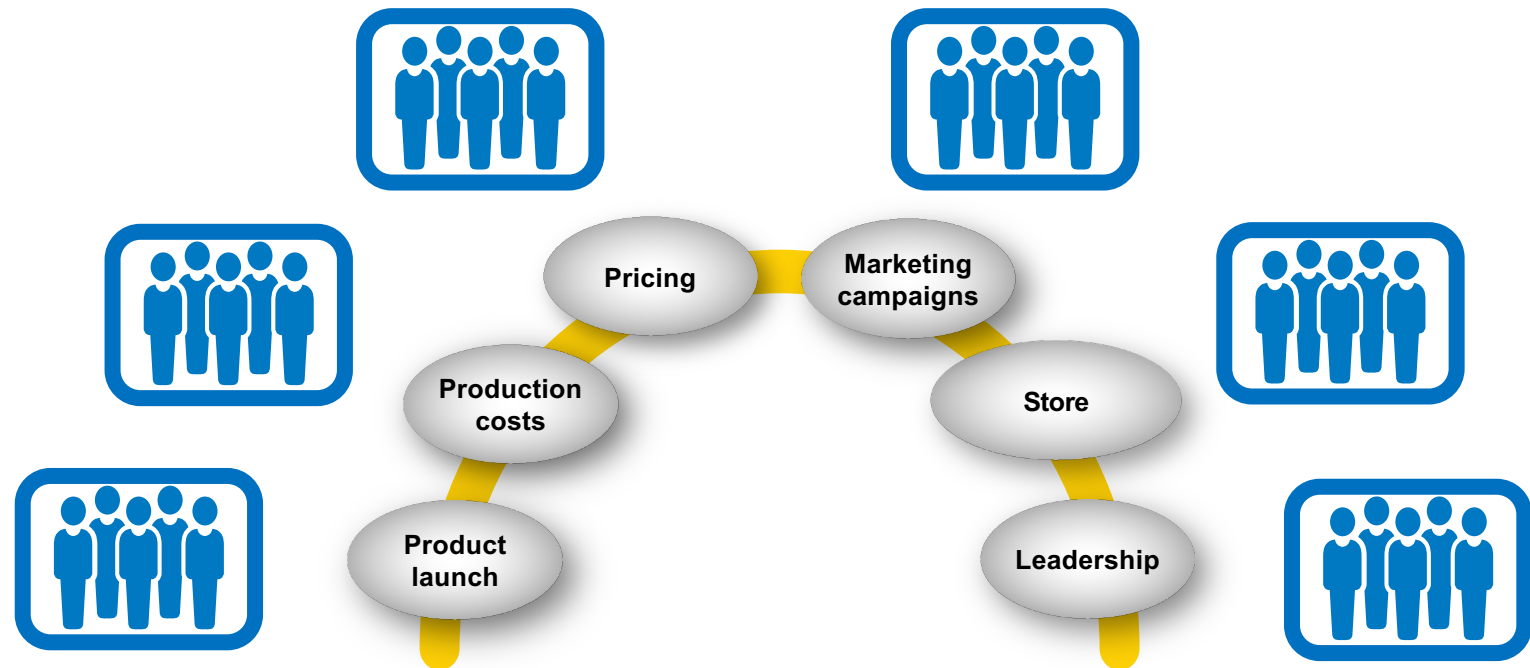 Pricing
Marketing
campaigns
Production
costs
Store
Product
launch
Leadership